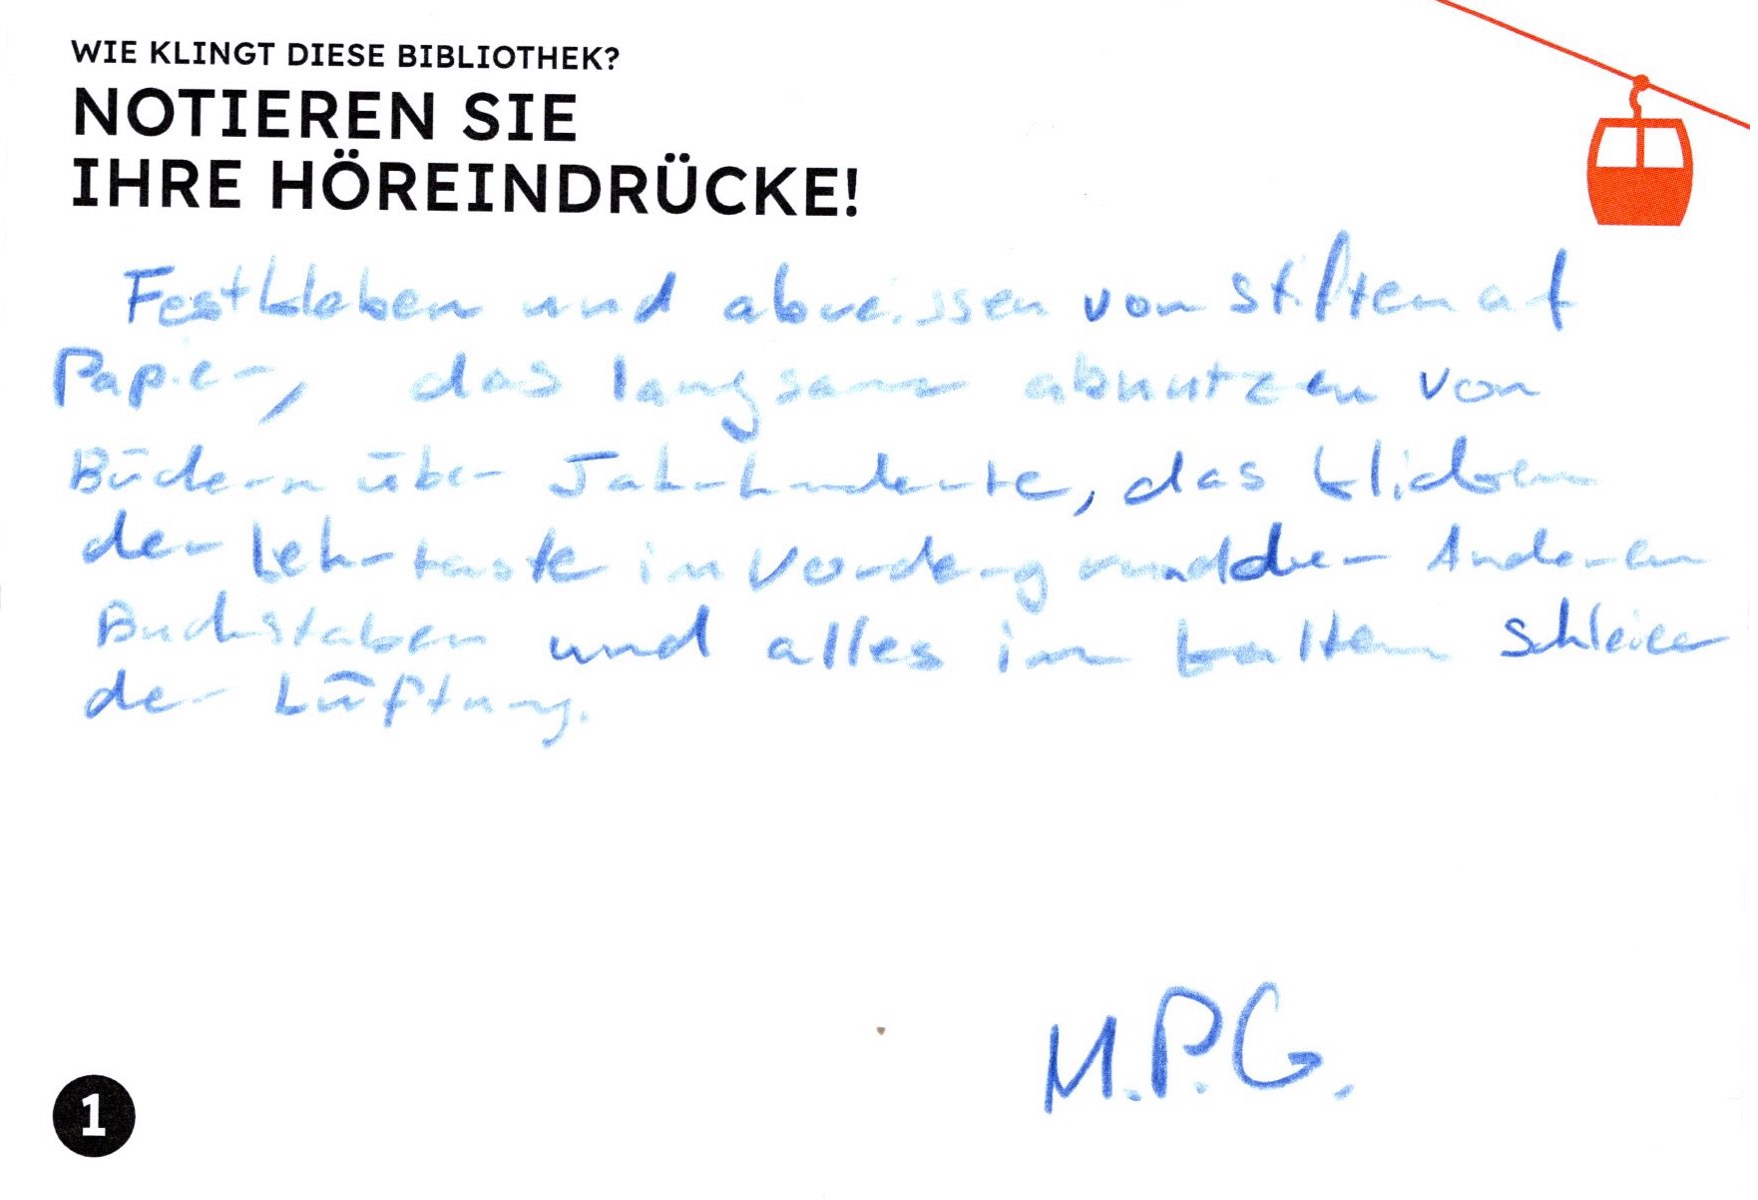 WIE KLINGT DIESE BIBLIOTHEK?
NOTIEREN SIE
IHRE HÖREINDRÜCKE!
Festkleben und abreissen von Stiften auf
Papier, das langsam abnutzen von
Büchern über Jahrhunderte, das klicken
der Lehrtaste im Vordergrund der Anderen
Buchstaben und alles im kalten Schleier
der Lüftung.
M.P.G.
1